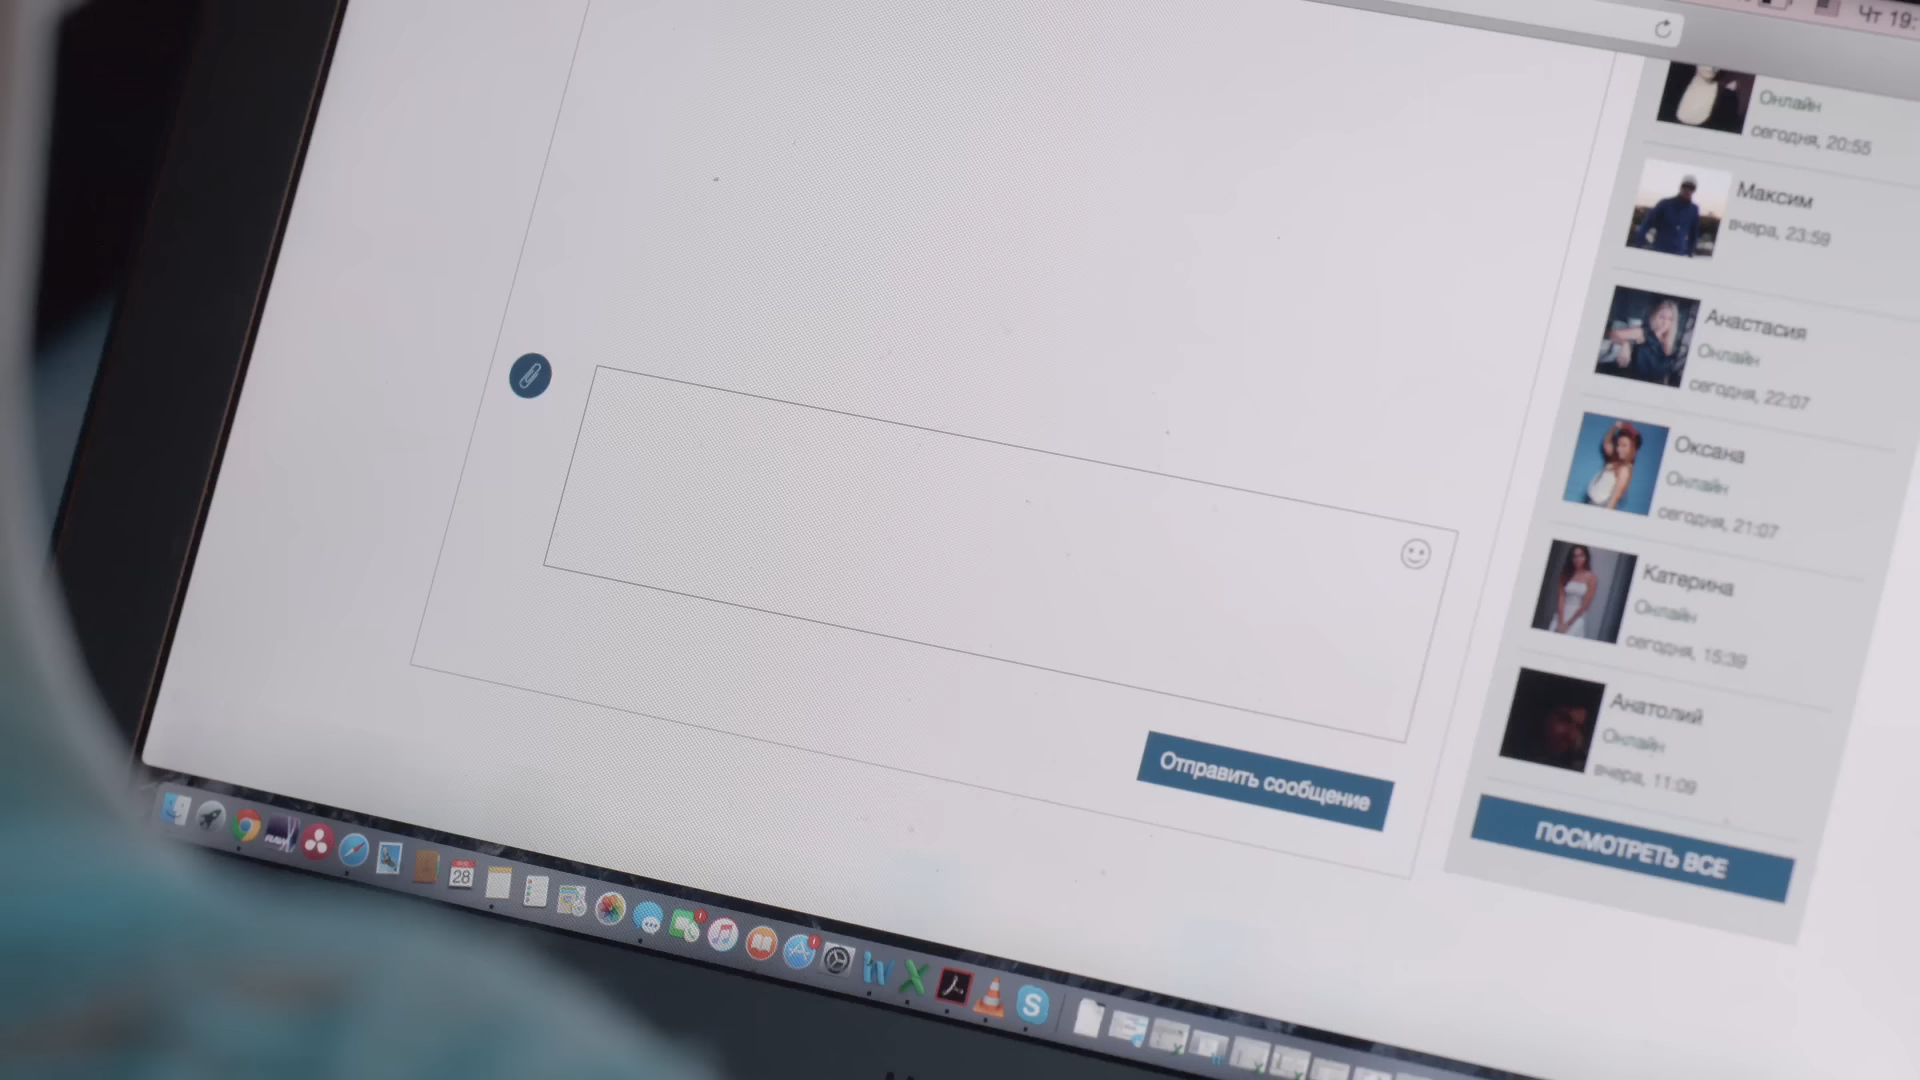 Чт 19:
Онлайн
сегодня, 20:55
Максим
вчера, 23:59
Анастасия
Онлайн
сегодня, 22:07
Оксана
Онлайн
сегодня, 21:07
Катерина
Онлайн
сегодня, 15:39
Анатолий
Онлайн
вчера, 11:09
Отправить сообщение
ПОСМОТРЕТЬ ВСЕ
28